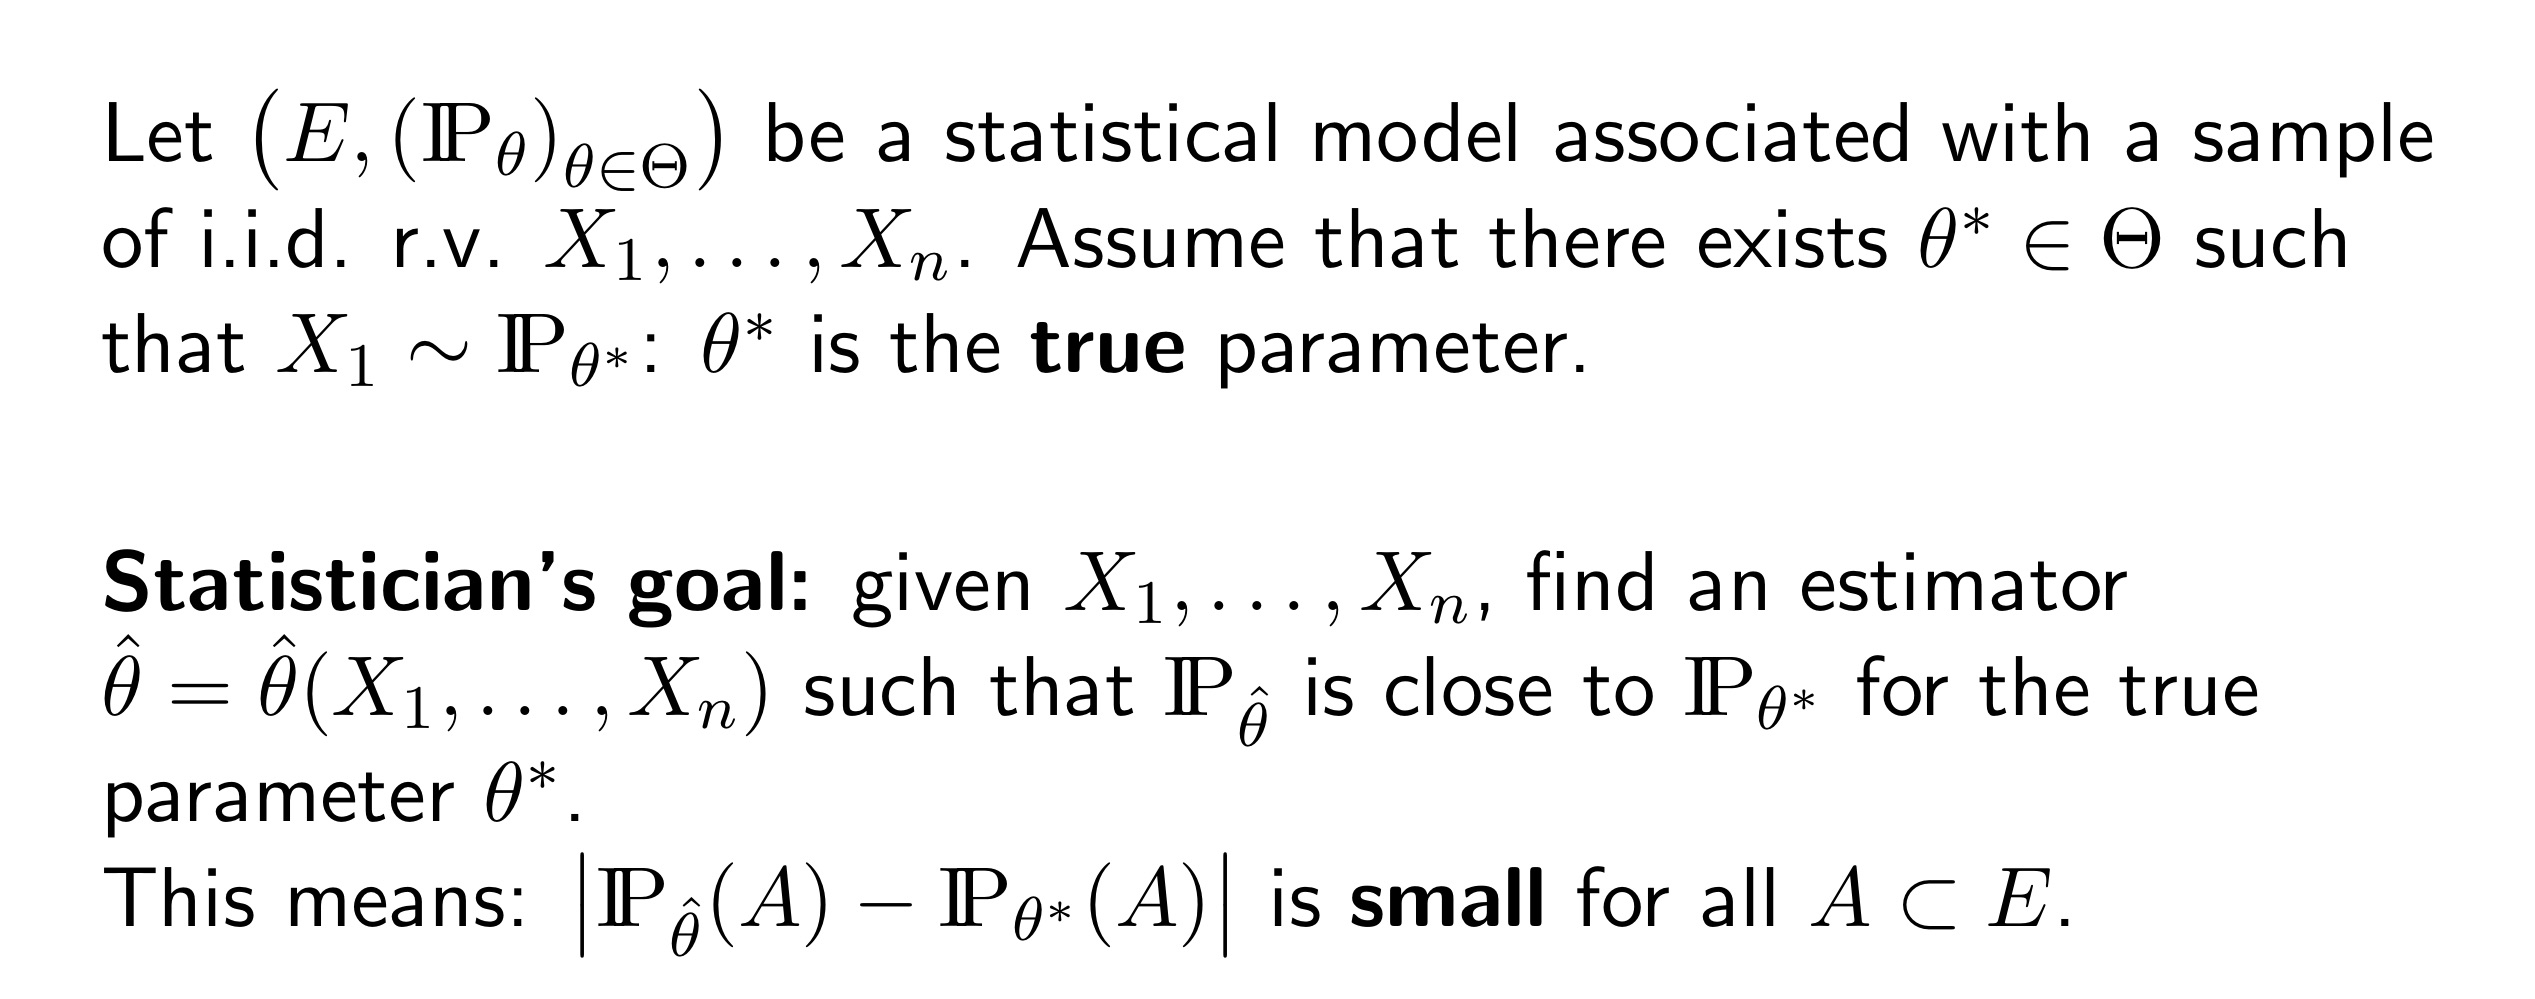 Let $\left(E, (\mathbb{P}_\theta)_{\theta \in \Theta}\right)$ be a statistical model associated with a sample
of i.i.d. r.v. $X_1, \ldots, X_n$. Assume that there exists $\theta^* \in \Theta$ such
that $X_1 \sim \mathbb{P}_{\theta^*}$: $\theta^*$ is the **true** parameter.
**Statistician's goal:** given $X_1, \ldots, X_n$, find an estimator
$\hat{\theta} = \hat{\theta}(X_1, \ldots, X_n)$ such that $\mathbb{P}_{\hat{\theta}}$ is close to $\mathbb{P}_{\theta^*}$ for the true
parameter $\theta^*$.
This means: $\left|\mathbb{P}_{\hat{\theta}}(A) - \mathbb{P}_{\theta^*}(A)\right|$ is **small** for all $A \subset E$.